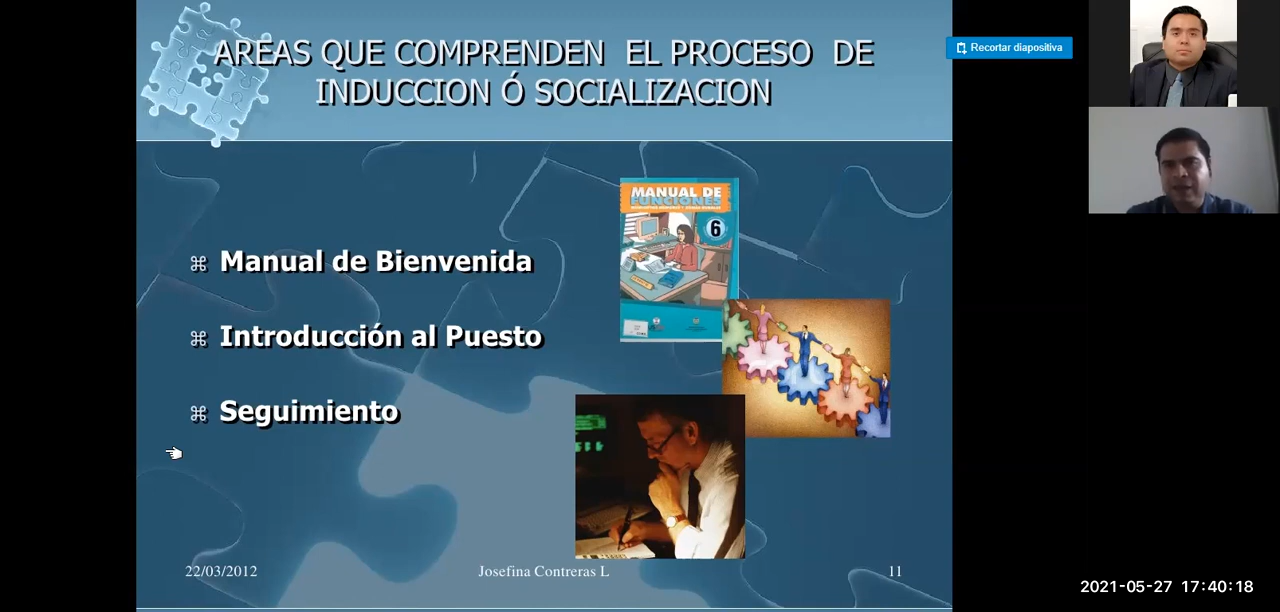 AREAS QUE COMPRENDEN EL PROCESO DE
INDUCCION Ó SOCIALIZACION
Recortar diapositiva
MANUAL DE
FUNCIONES
6
⌘ Manual de Bienvenida
⌘ Introducción al Puesto
⌘ Seguimiento
22/03/2012
Josefina Contreras L
11
2021-05-27 17:40:18